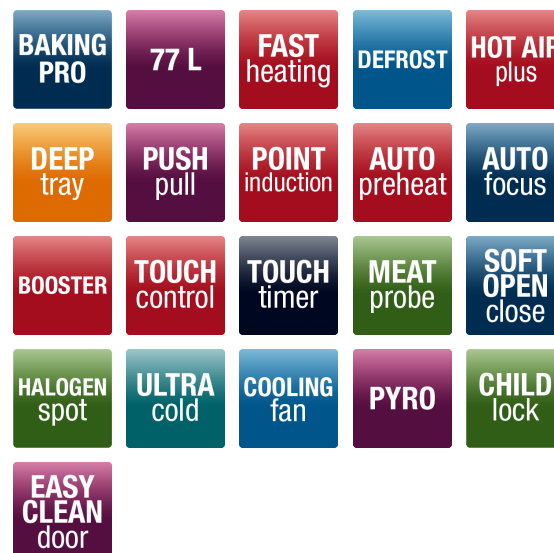 BAKING
PRO
77 L
FAST
heating
DEFROST
HOT AIR
plus
DEEP
tray
PUSH
pull
POINT
induction
AUTO
preheat
AUTO
focus
BOOSTER
TOUCH
control
TOUCH
timer
MEAT
probe
SOFT
OPEN
close
HALOGEN
spot
ULTRA
cold
COOLING
fan
PYRO
CHILD
lock
EASY
CLEAN
door